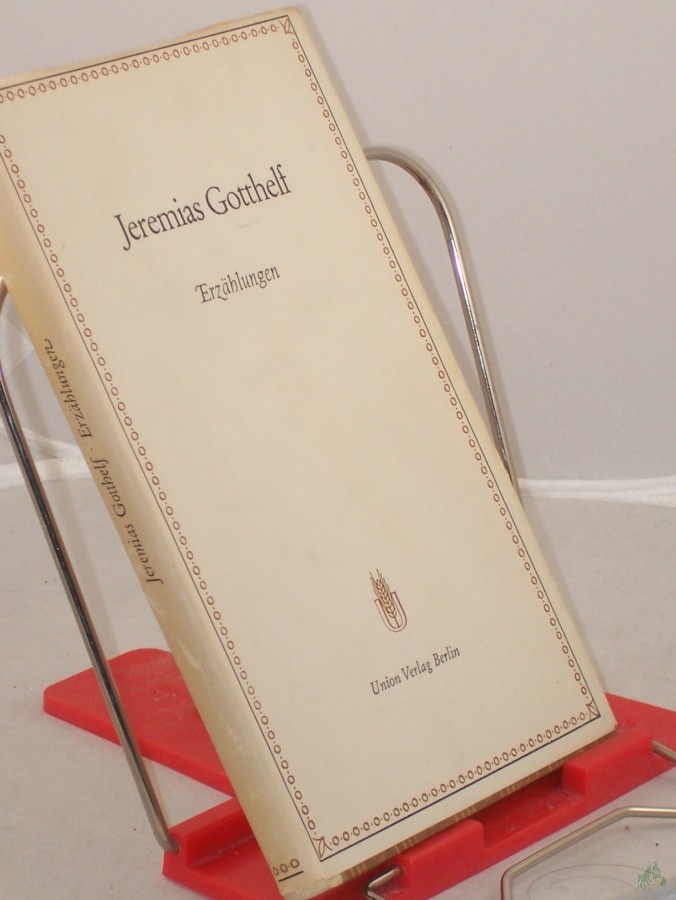 Jeremias Gotthelf
Erzählungen
Union Verlag Berlin
Jeremias Gotthelf · Erzählungen